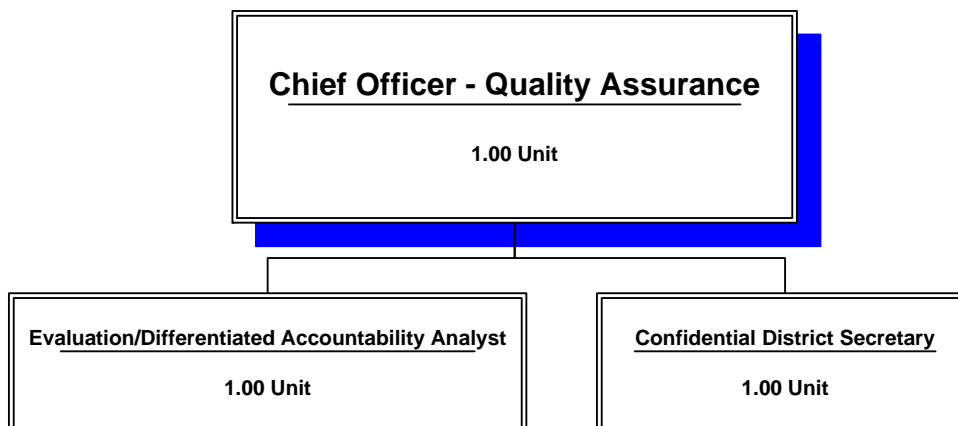 Chief Officer - Quality Assurance
1.00 Unit
Evaluation/Differentiated Accountability Analyst
1.00 Unit
Confidential District Secretary
1.00 Unit